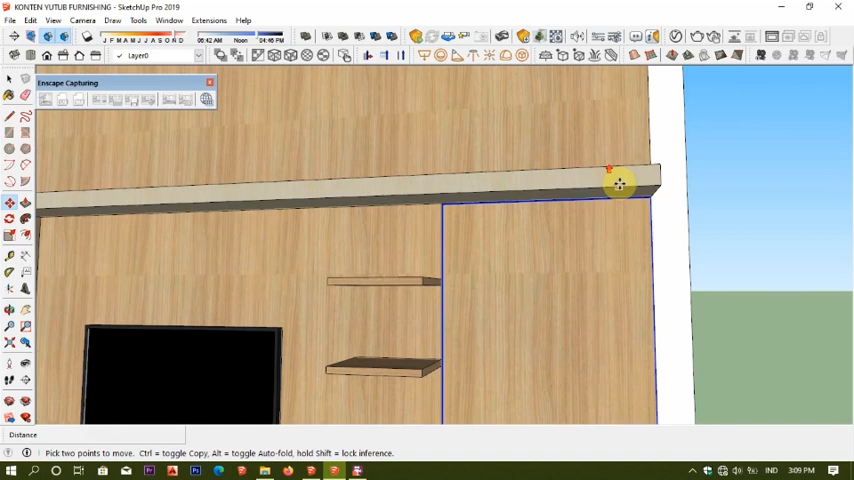 KONTEN YUTUB FURNISHING - SketchUp Pro 2019
File Edit View Camera Draw Tools Window Extensions Help
J F M A M J J A S O N D 06:42 AM Noon 04:46 PM
Layer0
Enscape Capturing
Distance
Pick two points to move. Ctrl = toggle Copy, Alt = toggle Auto-fold, hold Shift = lock inference.
IND 3:09 PM